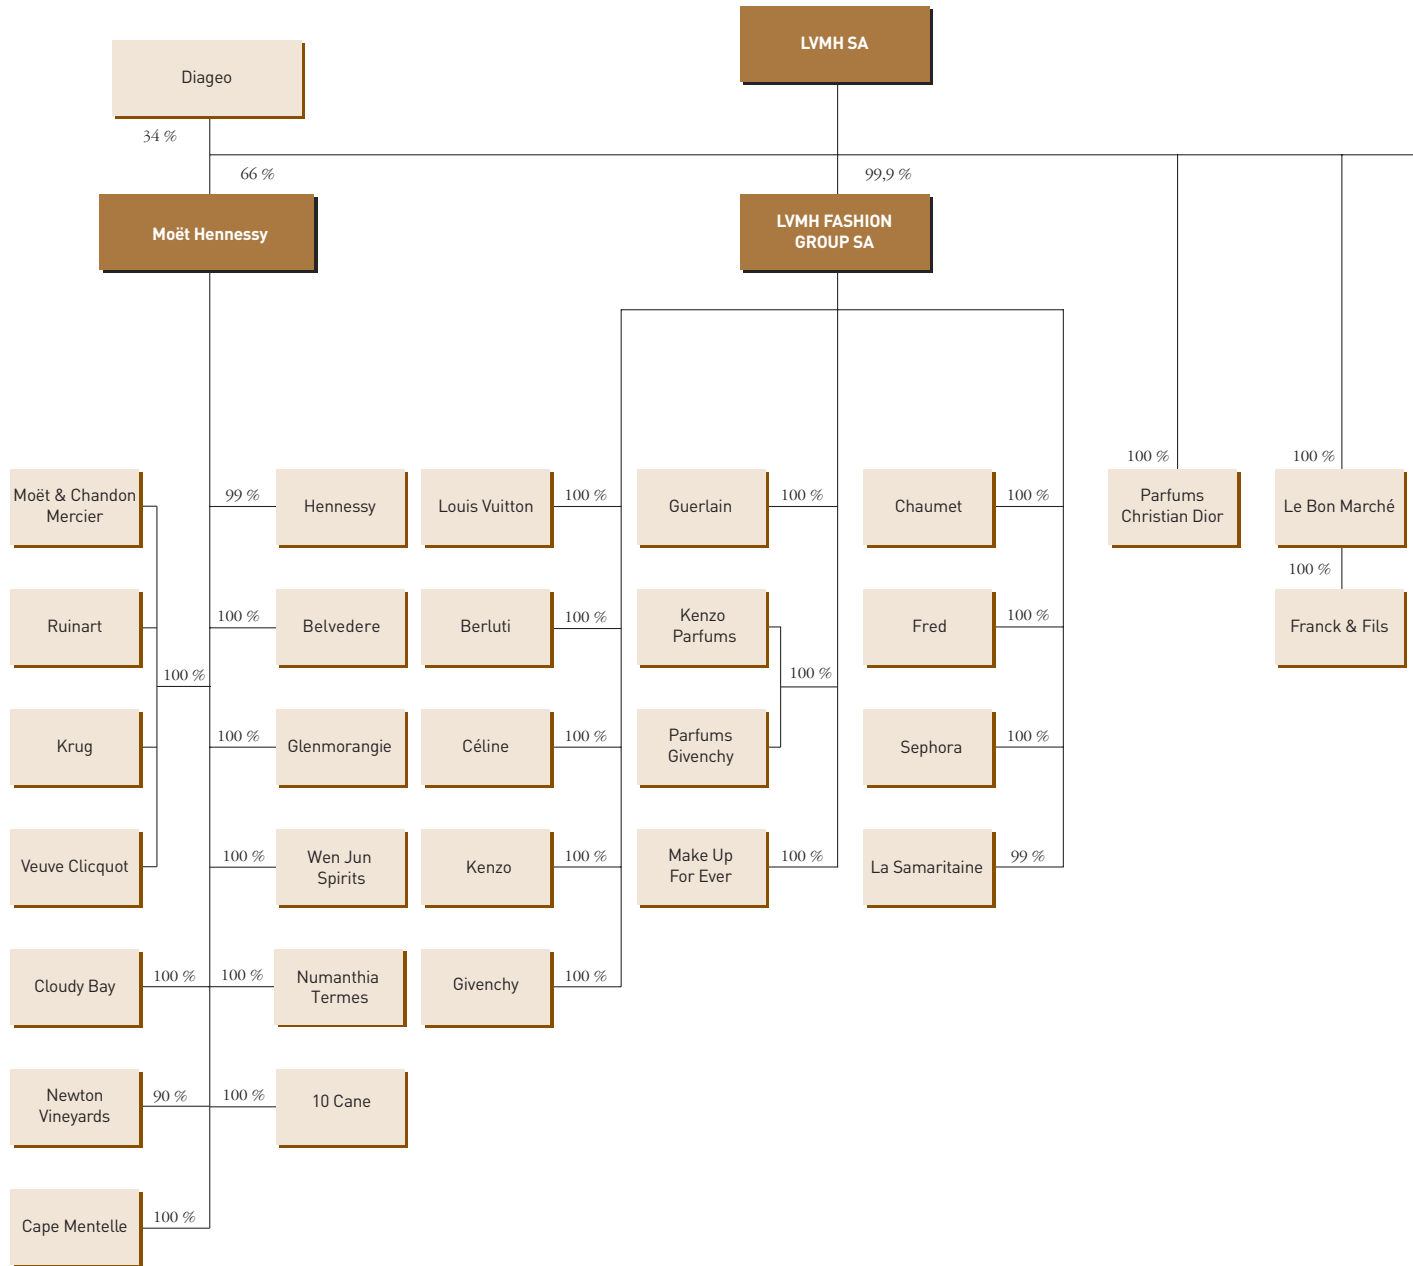 LVMH SA
Diageo
34 %
66 %
99,9 %
Moët Hennessy
LVMH FASHION
GROUP SA
100 %
100 %
Moët & Chandon
Mercier
99 %
Hennessy
Louis Vuitton
100 %
Guerlain
100 %
Chaumet
100 %
Parfums
Christian Dior
Le Bon Marché
100 %
Ruinart
100 %
Belvedere
Berluti
100 %
Kenzo
Parfums
Fred
100 %
Franck & Fils
100 %
100 %
Krug
100 %
Glenmorangie
Céline
100 %
Parfums
Givenchy
Sephora
100 %
Veuve Clicquot
100 %
Wen Jun
Spirits
Kenzo
100 %
Make Up
For Ever
100 %
La Samaritaine
99 %
Cloudy Bay
100 %
100 %
Numanthia
Termes
Givenchy
100 %
Newton
Vineyards
90 %
100 %
10 Cane
Cape Mentelle
100 %